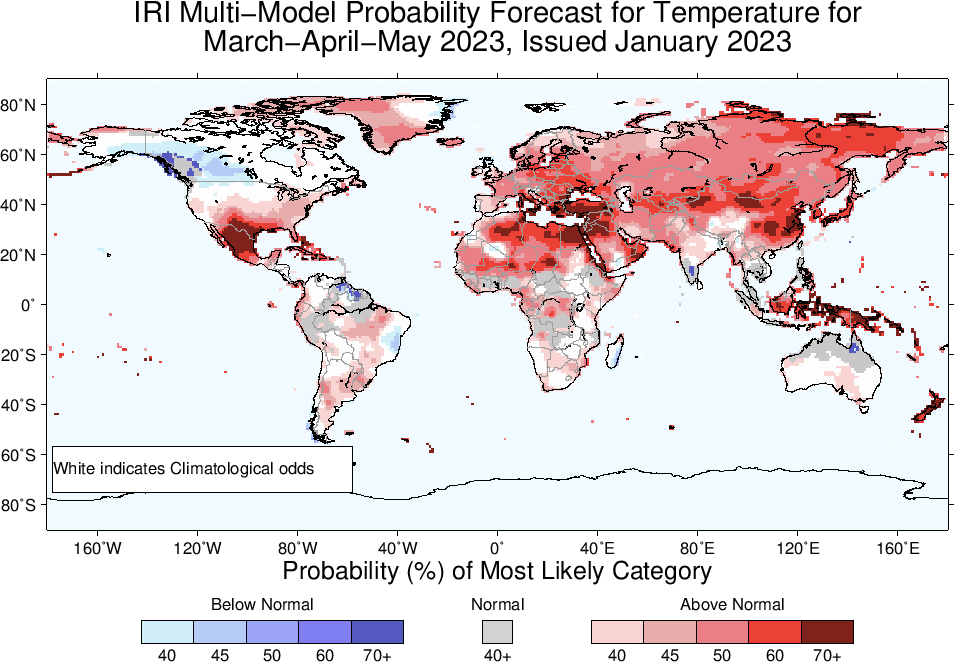 IRI Multi−Model Probability Forecast for Temperature for
March−April−May 2023, Issued January 2023
80˚N
60˚N
40˚N
20˚N
0˚
20˚S
40˚S
60˚S
80˚S
White indicates Climatological odds
160˚W 120˚W 80˚W 40˚W 0˚ 40˚E 80˚E 120˚E 160˚E
Probability (%) of Most Likely Category
Below Normal Normal Above Normal
40 45 50 60 70+ 40+ 40 45 50 60 70+